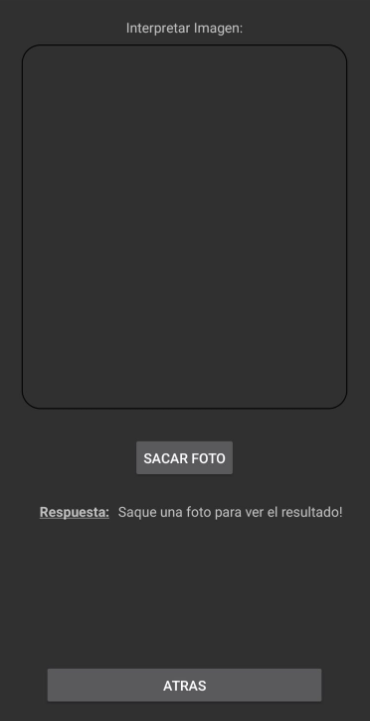 Interpretar Imagen:
SACAR FOTO
Respuesta: Saque una foto para ver el resultado!
ATRAS